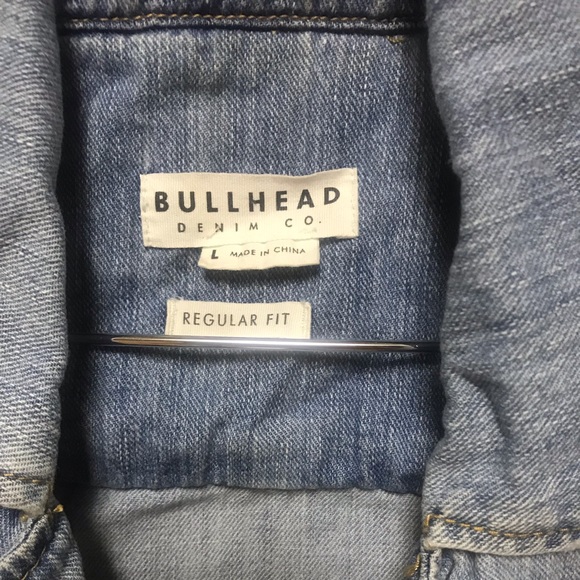 BULLHEAD
DENIM CO.
L MADE IN CHINA
REGULAR FIT